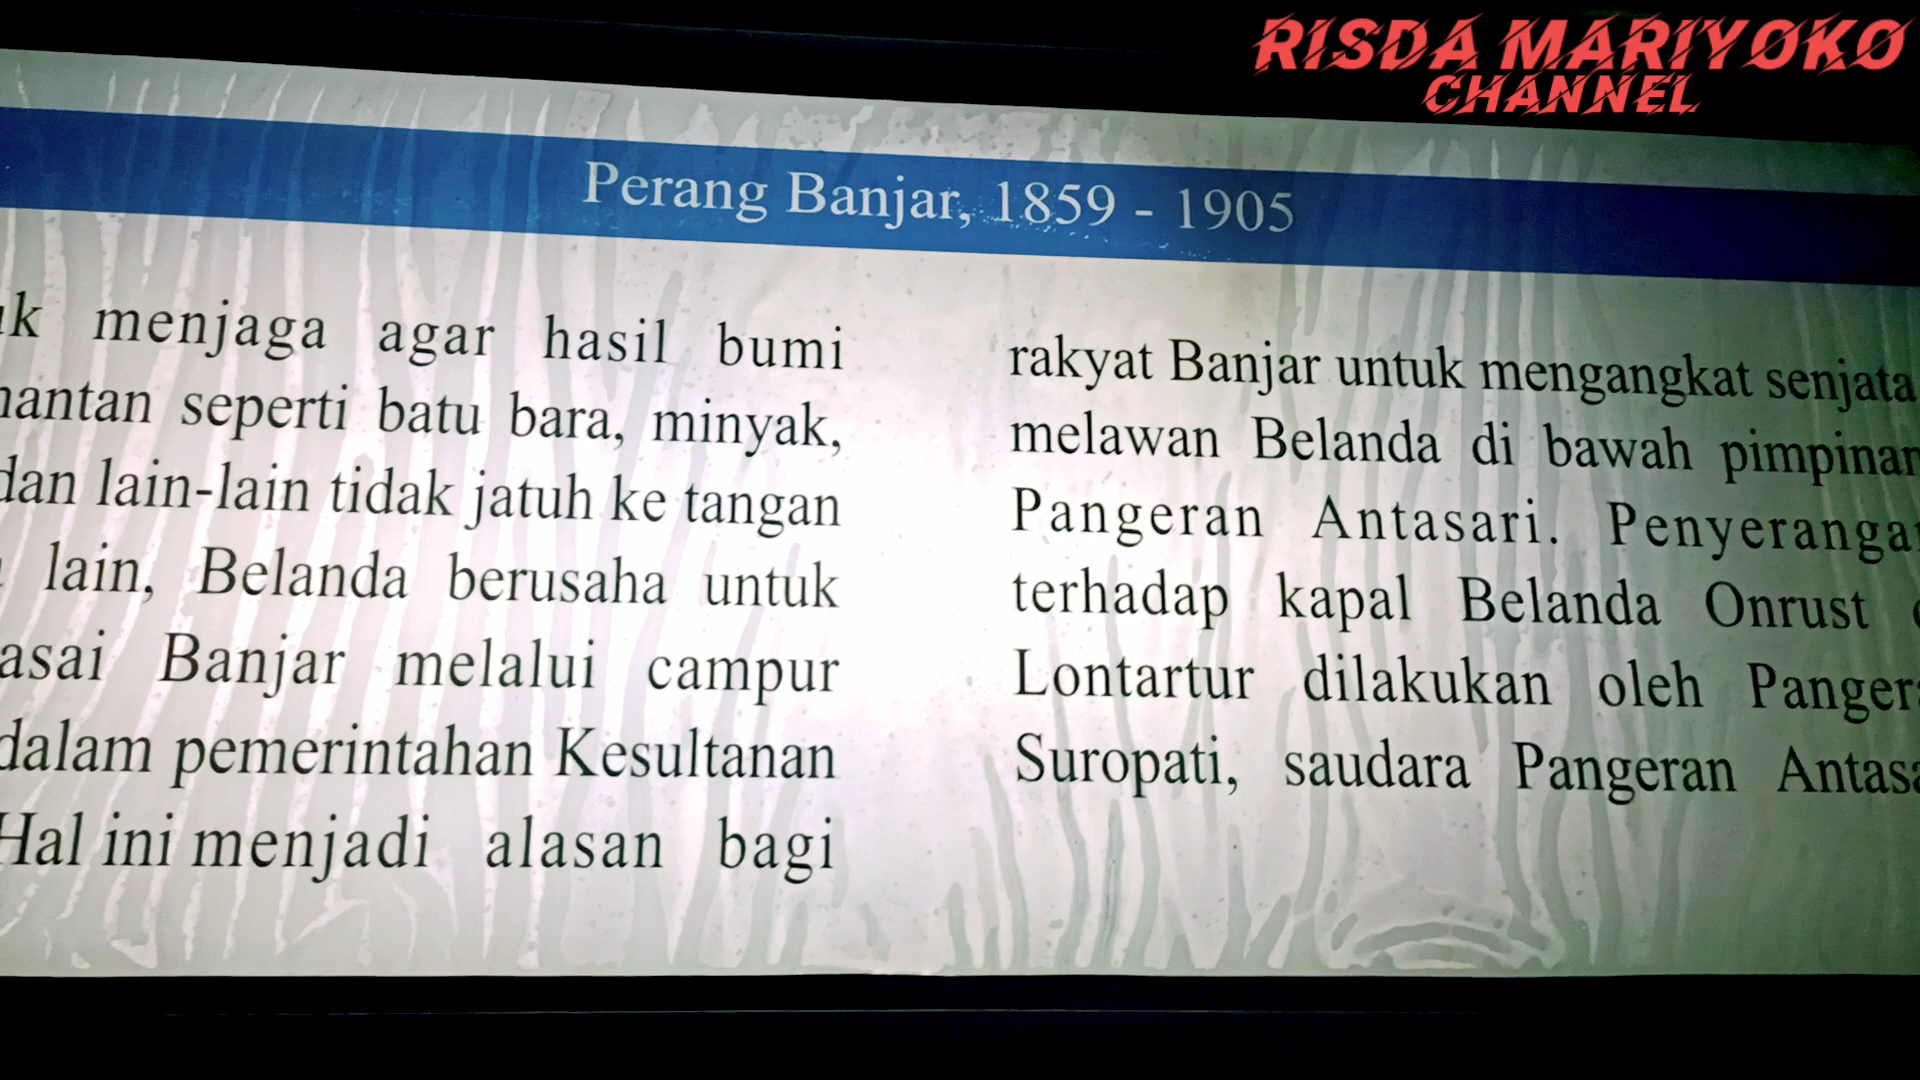 RISDA MARIYOKO
CHANNEL
Perang Banjar, 1859 - 1905
menjaga agar hasil bumi
seperti batu bara, minyak,
dan lain-lain tidak jatuh ke tangan
lain, Belanda berusaha untuk
Banjar melalui campur
dalam pemerintahan Kesultanan
Hal ini menjadi alasan bagi
rakyat Banjar untuk mengangkat senjata
melawan Belanda di bawah
Pangeran Antasari.
terhadap kapal Belanda Onrust
Lontartur dilakukan oleh
Suropati, saudara Pangeran